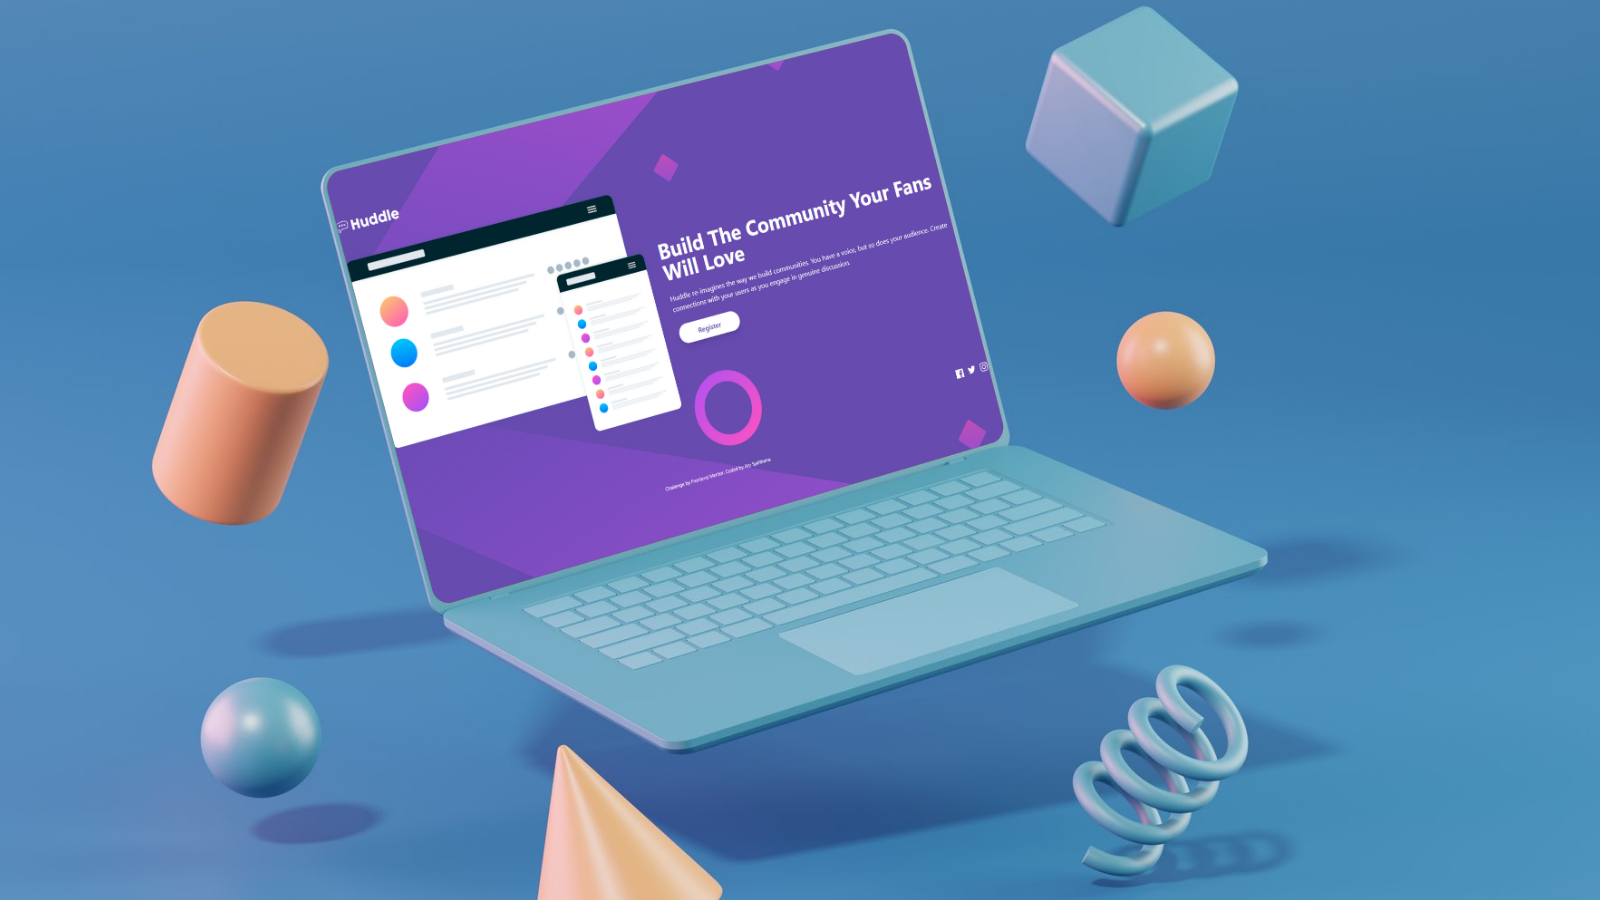 Huddle
Build The Community Your Fans
Will Love
Huddle re-imagines the way we build communities. You have a voice, but so does your audience. Create
connections with your users as you engage in genuine discussion.
Register
Challenge by Frontend Mentor. Coded by